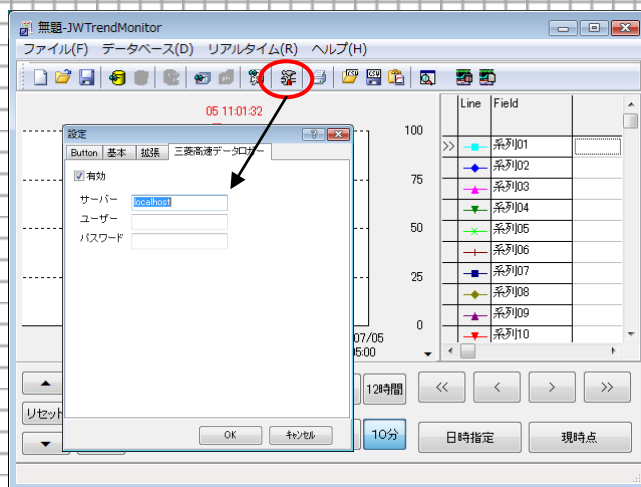 無題-JWTrendMonitor
ファイル(F) データベース(D) リアルタイム(R) ヘルプ(H)
05 11:01:32
設定
Button 基本 拡張 三菱高速データロガー
有効
サーバー localhost
ユーザー
パスワード
OK キャンセル
100
75
50
25
0
07/05
05:00
Line Field
>> 系列01
系列02
系列03
系列04
系列05
系列06
系列07
系列08
系列09
系列10
リセット
12時間
10分
<< < > >>
日時指定 現時点